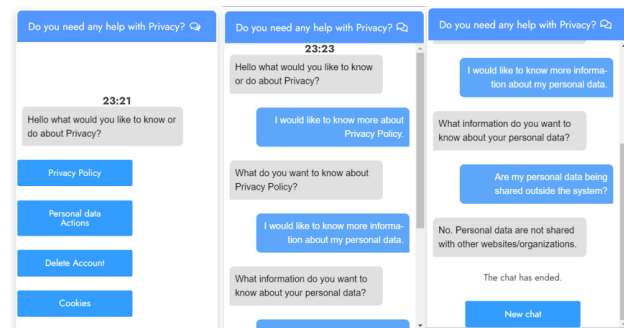 Do you need any help with Privacy?
23:21
Hello what would you like to know or
do about Privacy?
Privacy Policy
Personal data
Actions
Delete Account
Cookies
Do you need any help with Privacy?
23:23
Hello what would you like to know
or do about Privacy?
I would like to know more about
Privacy Policy.
What do you want to know about
Privacy Policy?
I would like to know more informa-
tion about my personal data.
What information do you want to
know about your personal data?
Do you need any help with Privacy?
I would like to know more informa-
tion about my personal data.
What information do you want to
know about your personal data?
Are my personal data being
shared outside the system?
No. Personal data are not shared
with other websites/organizations.
The chat has ended.
New chat